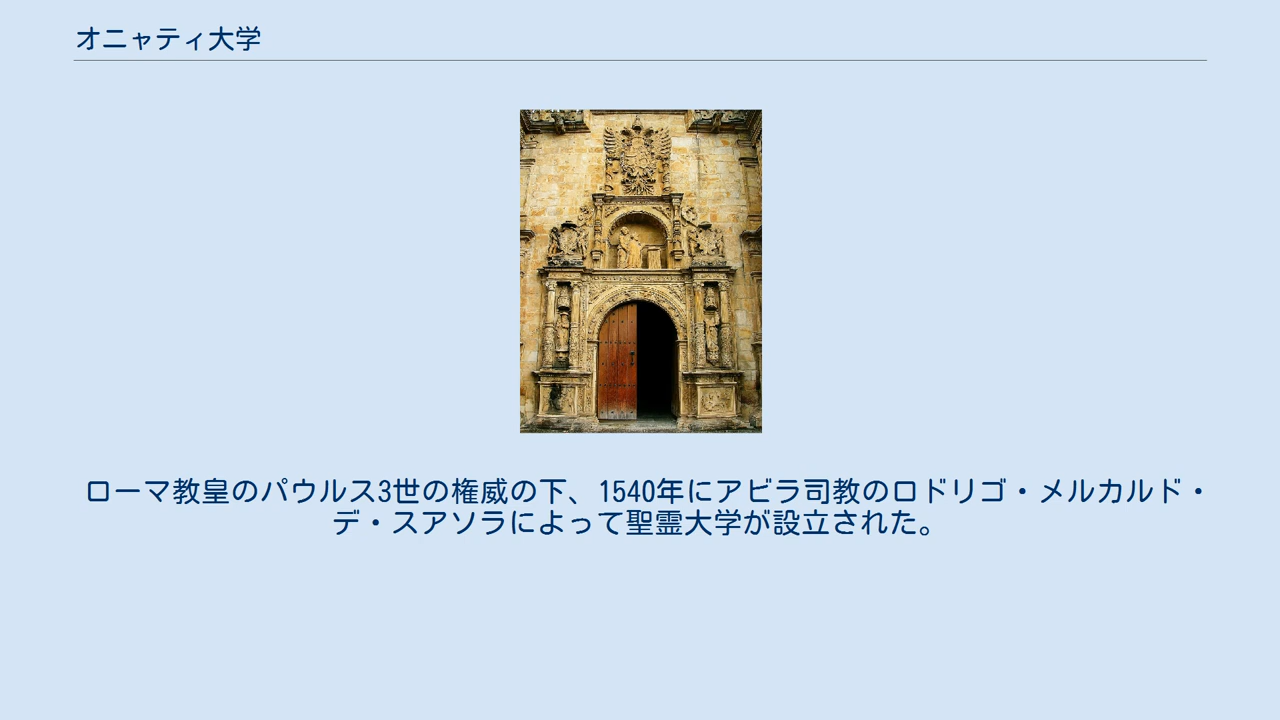 オニャティ大学
ローマ教皇のパウルス3世の権威の下、1540年にアビラ司教のロドリゴ・メルカルド・
デ・スアソラによって聖霊大学が設立された。